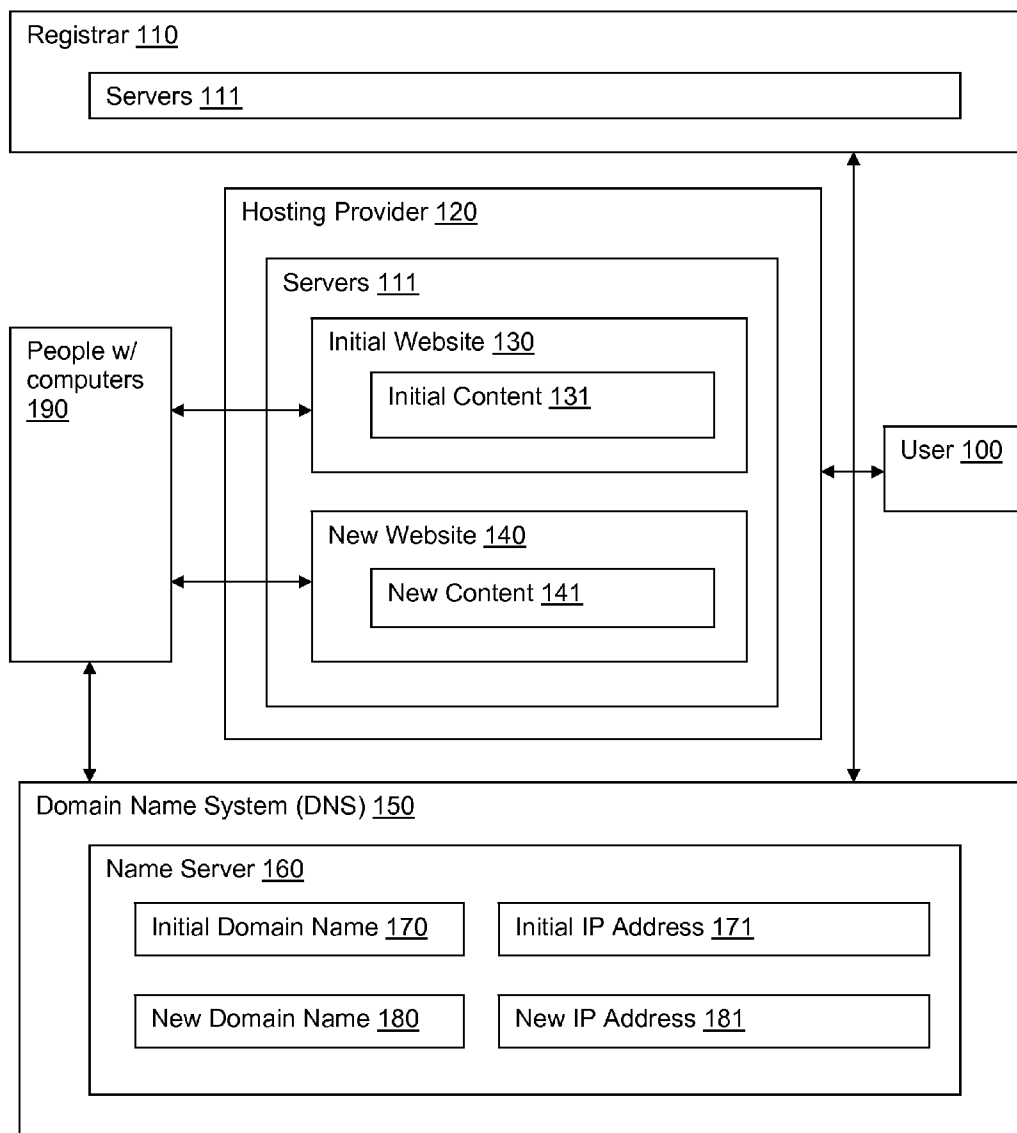 Registrar 110
Servers 111
Hosting Provider 120
Servers 111
Initial Website 130
Initial Content 131
People w/
computers
190
User 100
New Website 140
New Content 141
Domain Name System (DNS) 150
Name Server 160
Initial Domain Name 170
Initial IP Address 171
New Domain Name 180
New IP Address 181